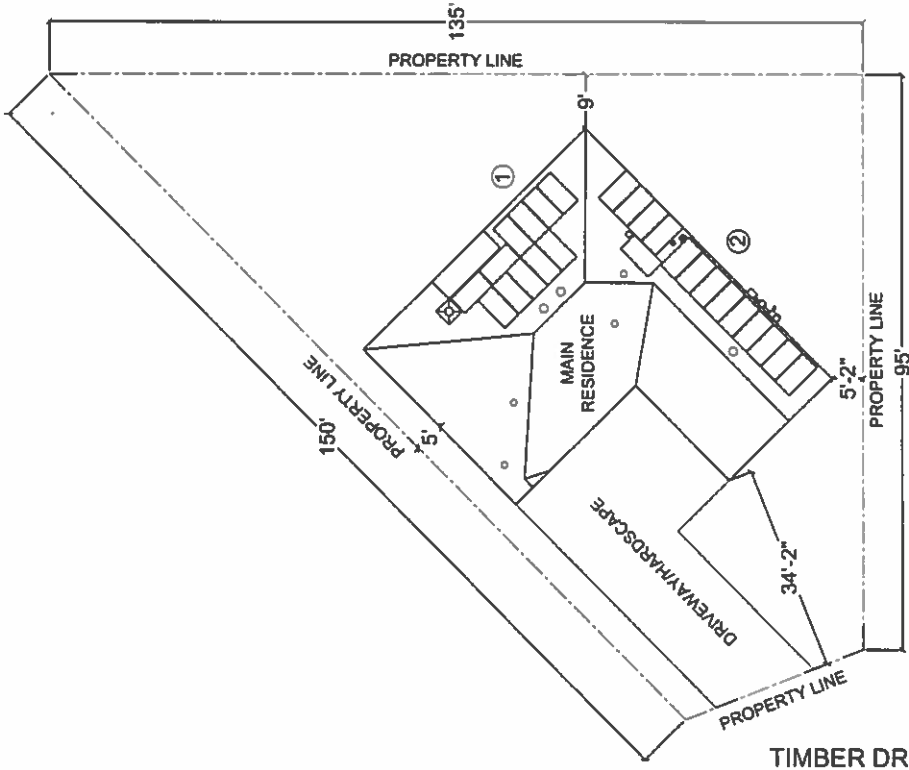 135'
PROPERTY LINE
9'
①
②
MAIN
RESIDENCE
PROPERTY LINE
150'
5'
5'-2"
PROPERTY LINE
95'
DRIVEWAY/HARDSCAPE
34'-2"
PROPERTY LINE
TIMBER DR